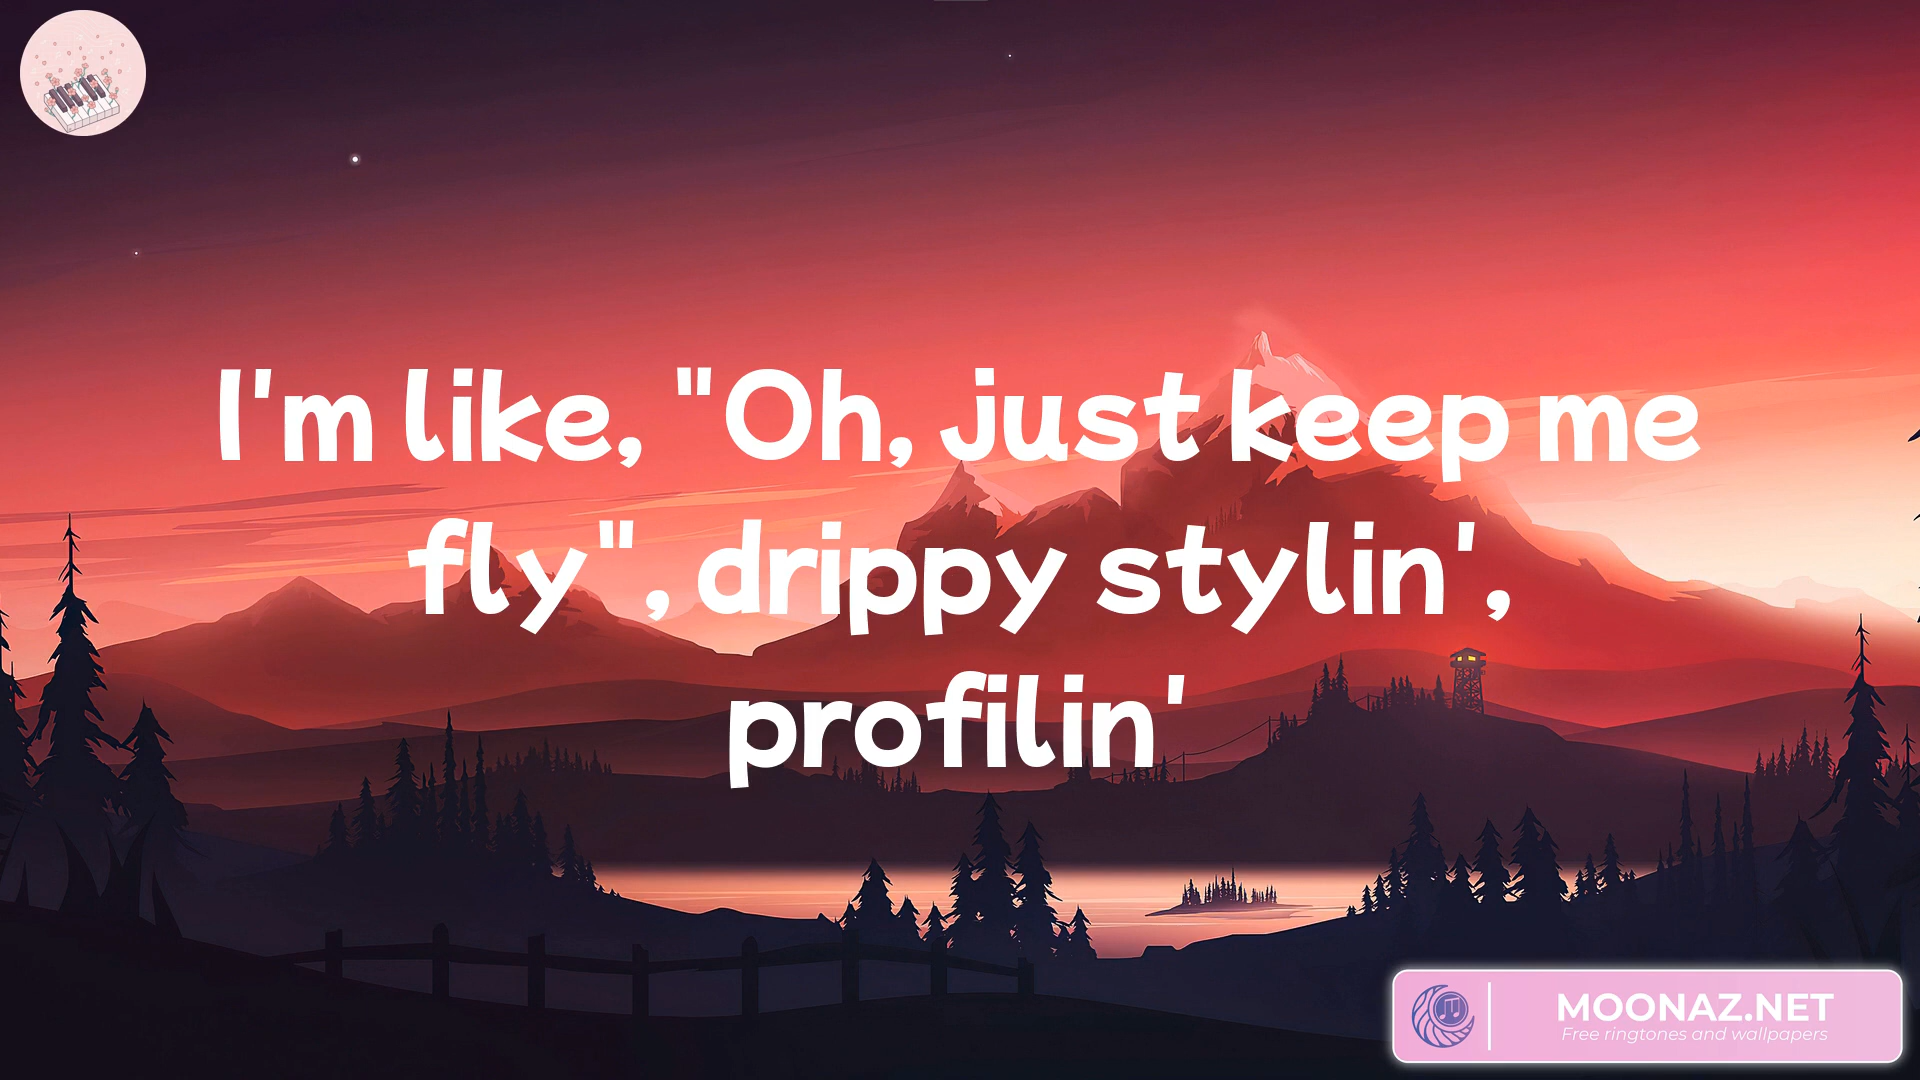 I'm like, "Oh, just keep me
fly", drippy stylin',
profilin'
MOONAZ.NET
Free ringtones and wallpapers